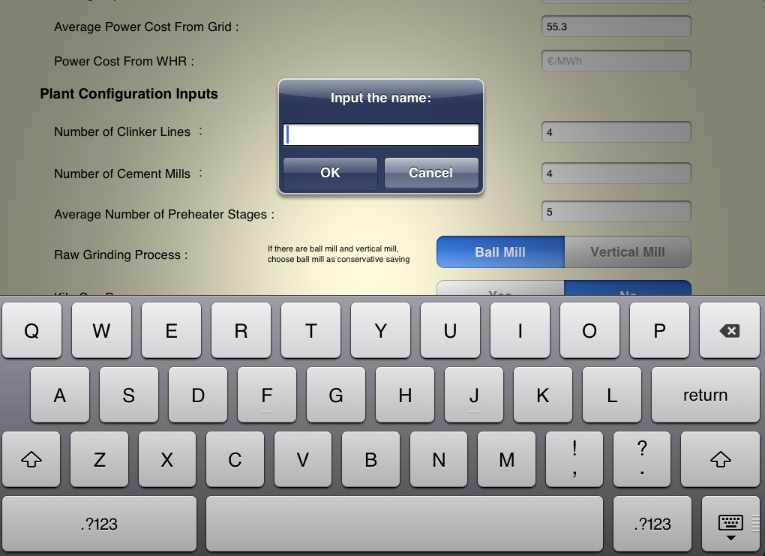 Average Power Cost From Grid :
55.3
Power Cost From WHR :
€/MWh
Plant Configuration Inputs
Input the name:
Number of Clinker Lines :
4
OK
Cancel
Number of Cement Mills :
4
Average Number of Preheater Stages :
5
Raw Grinding Process :
If there are ball mill and vertical mill,
choose ball mill as conservative saving
Ball Mill
Vertical Mill
Q W E R T Y U I O P
A S D F G H J K L return
Z X C V B N M ! , ? .
.?123 .?123